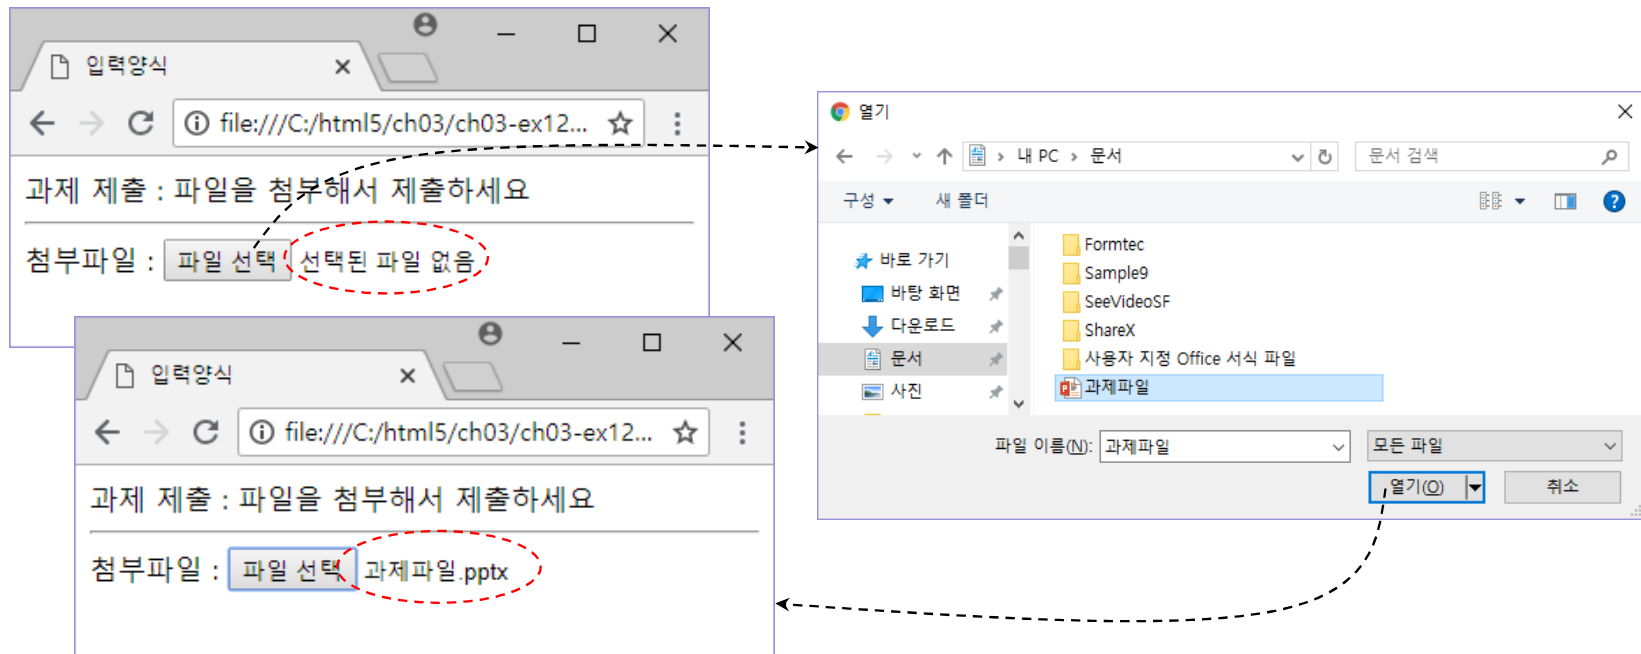 입력양식
file:///C:/html5/ch03/ch03-ex12...
과제 제출 : 파일을 첨부해서 제출하세요
첨부파일 : 파일 선택 선택된 파일 없음
열기
내 PC > 문서
문서 검색
구성 새 폴더
바로 가기
바탕 화면
다운로드
문서
사진
Formtec
Sample9
SeeVideoSF
ShareX
사용자 지정 Office 서식 파일
과제파일
파일 이름(N): 과제파일 모든 파일
열기(O) 취소
입력양식
file:///C:/html5/ch03/ch03-ex12...
과제 제출 : 파일을 첨부해서 제출하세요
첨부파일 : 파일 선택 과제파일.pptx